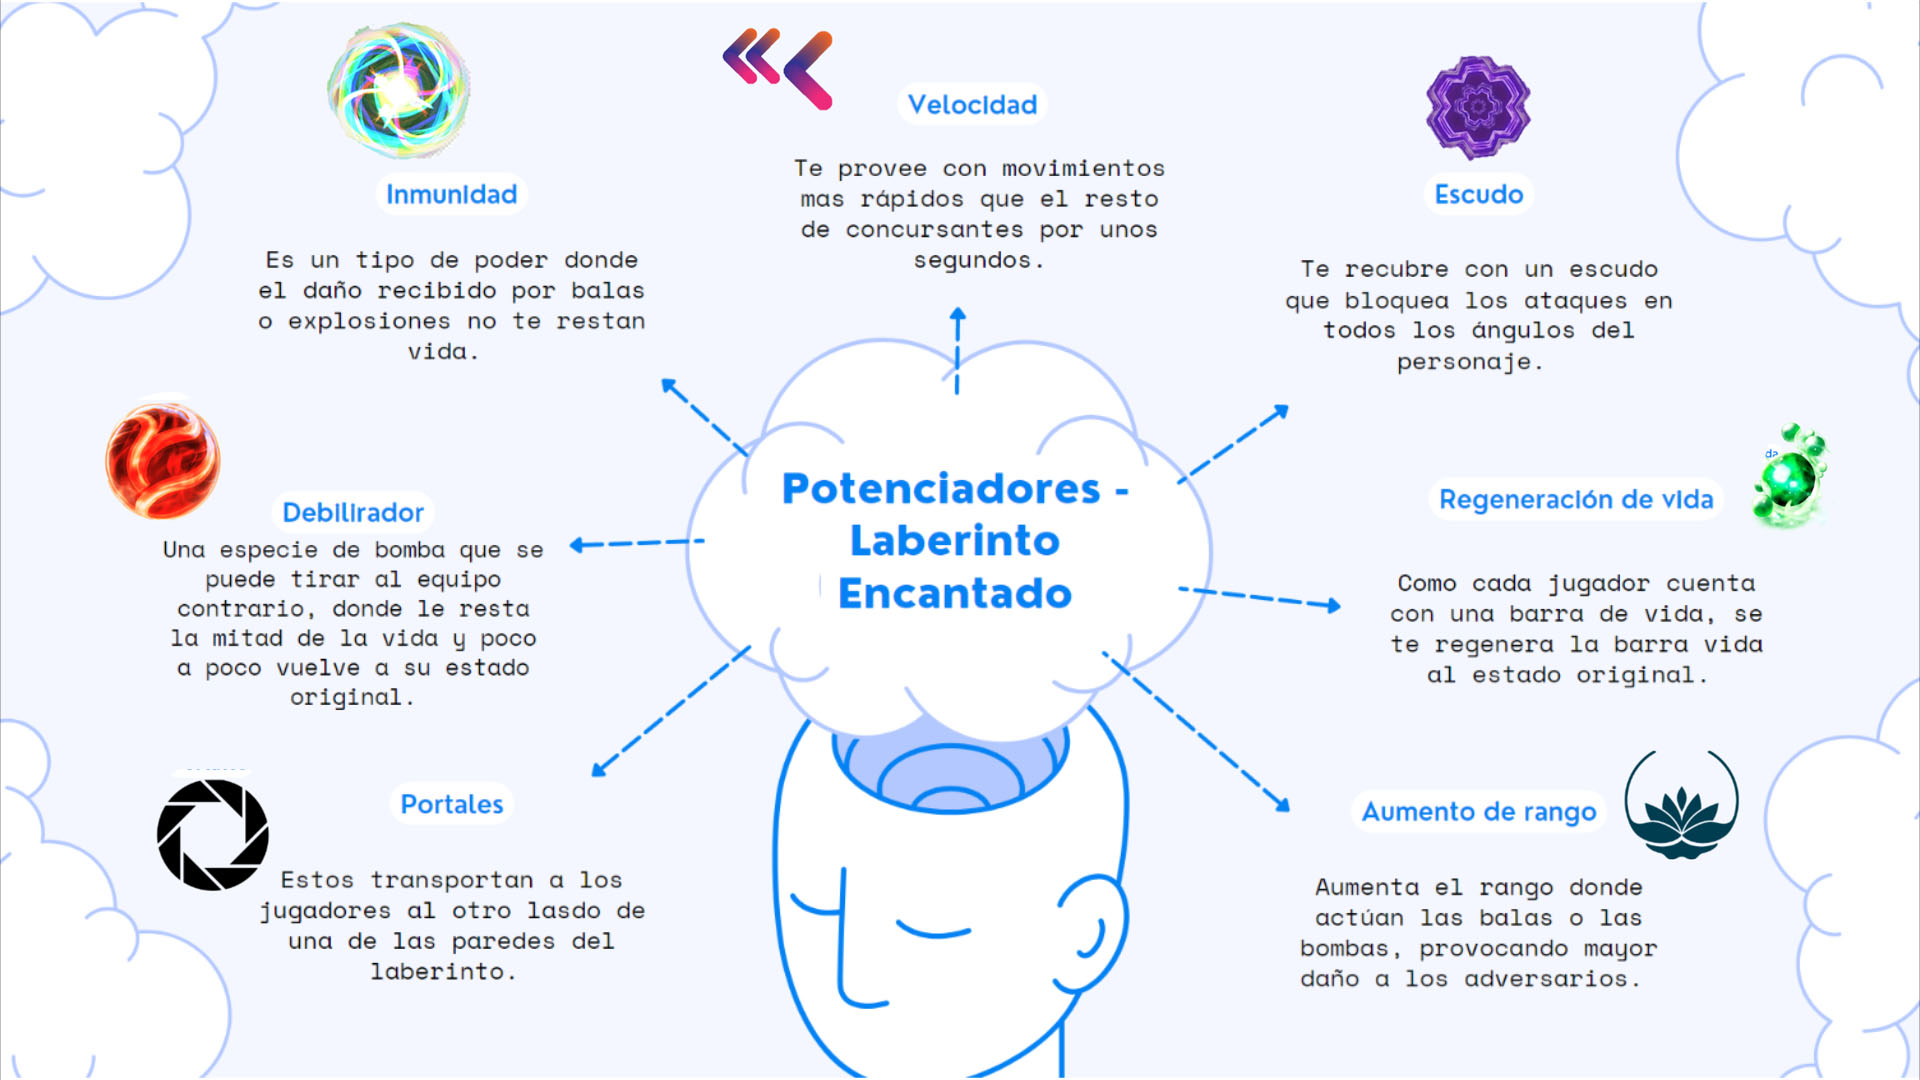 Velocidad
Te provee con movimientos
mas rápidos que el resto
de concursantes por unos
segundos.
Inmunidad
Es un tipo de poder donde
el daño recibido por balas
o explosiones no te restan
vida.
Escudo
Te recubre con un escudo
que bloquea los ataques en
todos los ángulos del
personaje.
Potenciadores -
Laberinto
Encantado
Debilirador
Una especie de bomba que se
puede tirar al equipo
contrario, donde le resta
la mitad de la vida y poco
a poco vuelve a su estado
original.
da
Regeneración de vida
Como cada jugador cuenta
con una barra de vida, se
te regenera la barra vida
al estado original.
Portales
Estos transportan a los
jugadores al otro lasdo de
una de las paredes del
laberinto.
Aumento de rango
Aumenta el rango donde
actúan las balas o las
bombas, provocando mayor
daño a los adversarios.